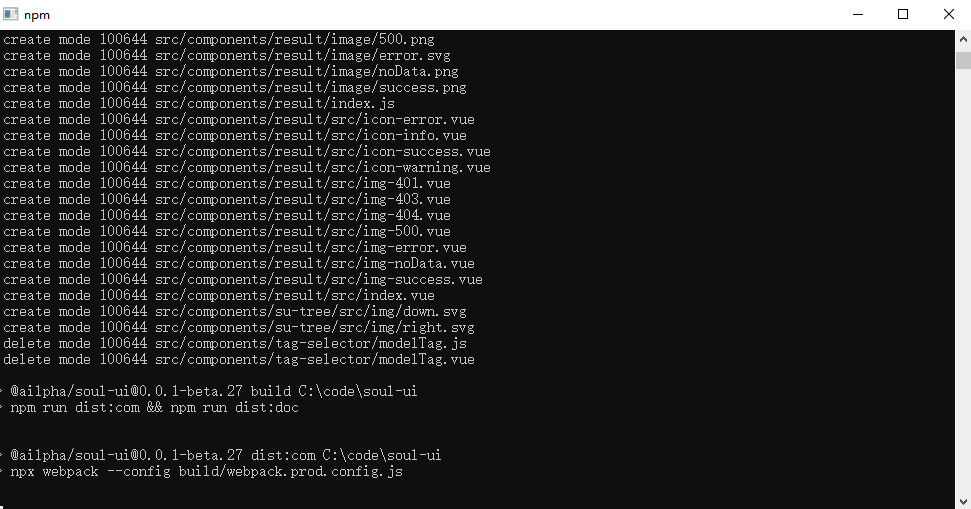 npm
create mode 100644 src/components/result/image/500.png
create mode 100644 src/components/result/image/error.svg
create mode 100644 src/components/result/image/noData.png
create mode 100644 src/components/result/image/success.png
create mode 100644 src/components/result/index.js
create mode 100644 src/components/result/src/icon-error.vue
create mode 100644 src/components/result/src/icon-info.vue
create mode 100644 src/components/result/src/icon-success.vue
create mode 100644 src/components/result/src/icon-warning.vue
create mode 100644 src/components/result/src/img-401.vue
create mode 100644 src/components/result/src/img-403.vue
create mode 100644 src/components/result/src/img-404.vue
create mode 100644 src/components/result/src/img-500.vue
create mode 100644 src/components/result/src/img-error.vue
create mode 100644 src/components/result/src/img-noData.vue
create mode 100644 src/components/result/src/img-success.vue
create mode 100644 src/components/result/src/index.vue
create mode 100644 src/components/su-tree/src/img/down.svg
create mode 100644 src/components/su-tree/src/img/right.svg
delete mode 100644 src/components/tag-selector/modelTag.js
delete mode 100644 src/components/tag-selector/modelTag.vue
> @ailpha/soul-ui@0.0.1-beta.27 build C:\code\soul-ui
> npm run dist:com && npm run dist:doc
> @ailpha/soul-ui@0.0.1-beta.27 dist:com C:\code\soul-ui
> npx webpack --config build/webpack.prod.config.js